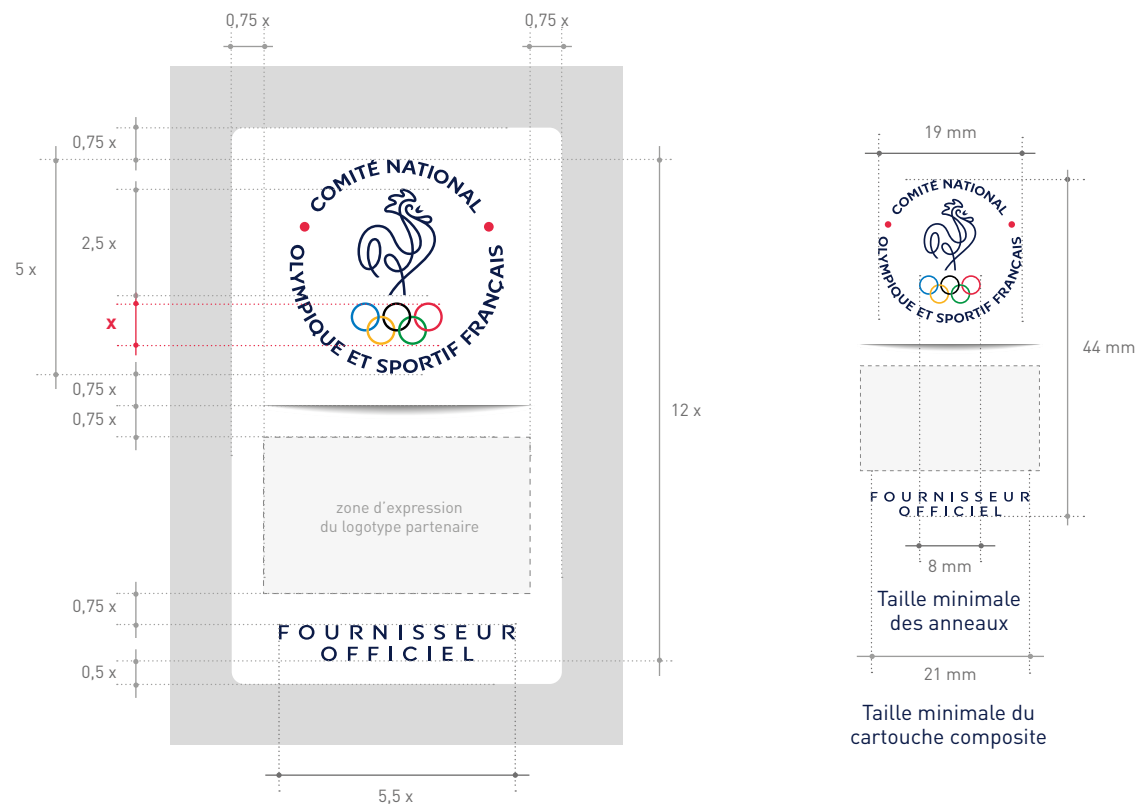 0,75 x
0,75 x
0,75 x
2,5 x
5 x
x
0,75 x
0,75 x
0,75 x
0,5 x
COMITÉ NATIONAL
OLYMPIQUE ET SPORTIF FRANÇAIS
zone d'expression
du logotype partenaire
FOURNISSEUR
OFFICIEL
12 x
5,5 x
19 mm
COMITÉ NATIONAL
OLYMPIQUE ET SPORTIF FRANÇAIS
44 mm
FOURNISSEUR
OFFICIEL
8 mm
Taille minimale
des anneaux
21 mm
Taille minimale du
cartouche composite